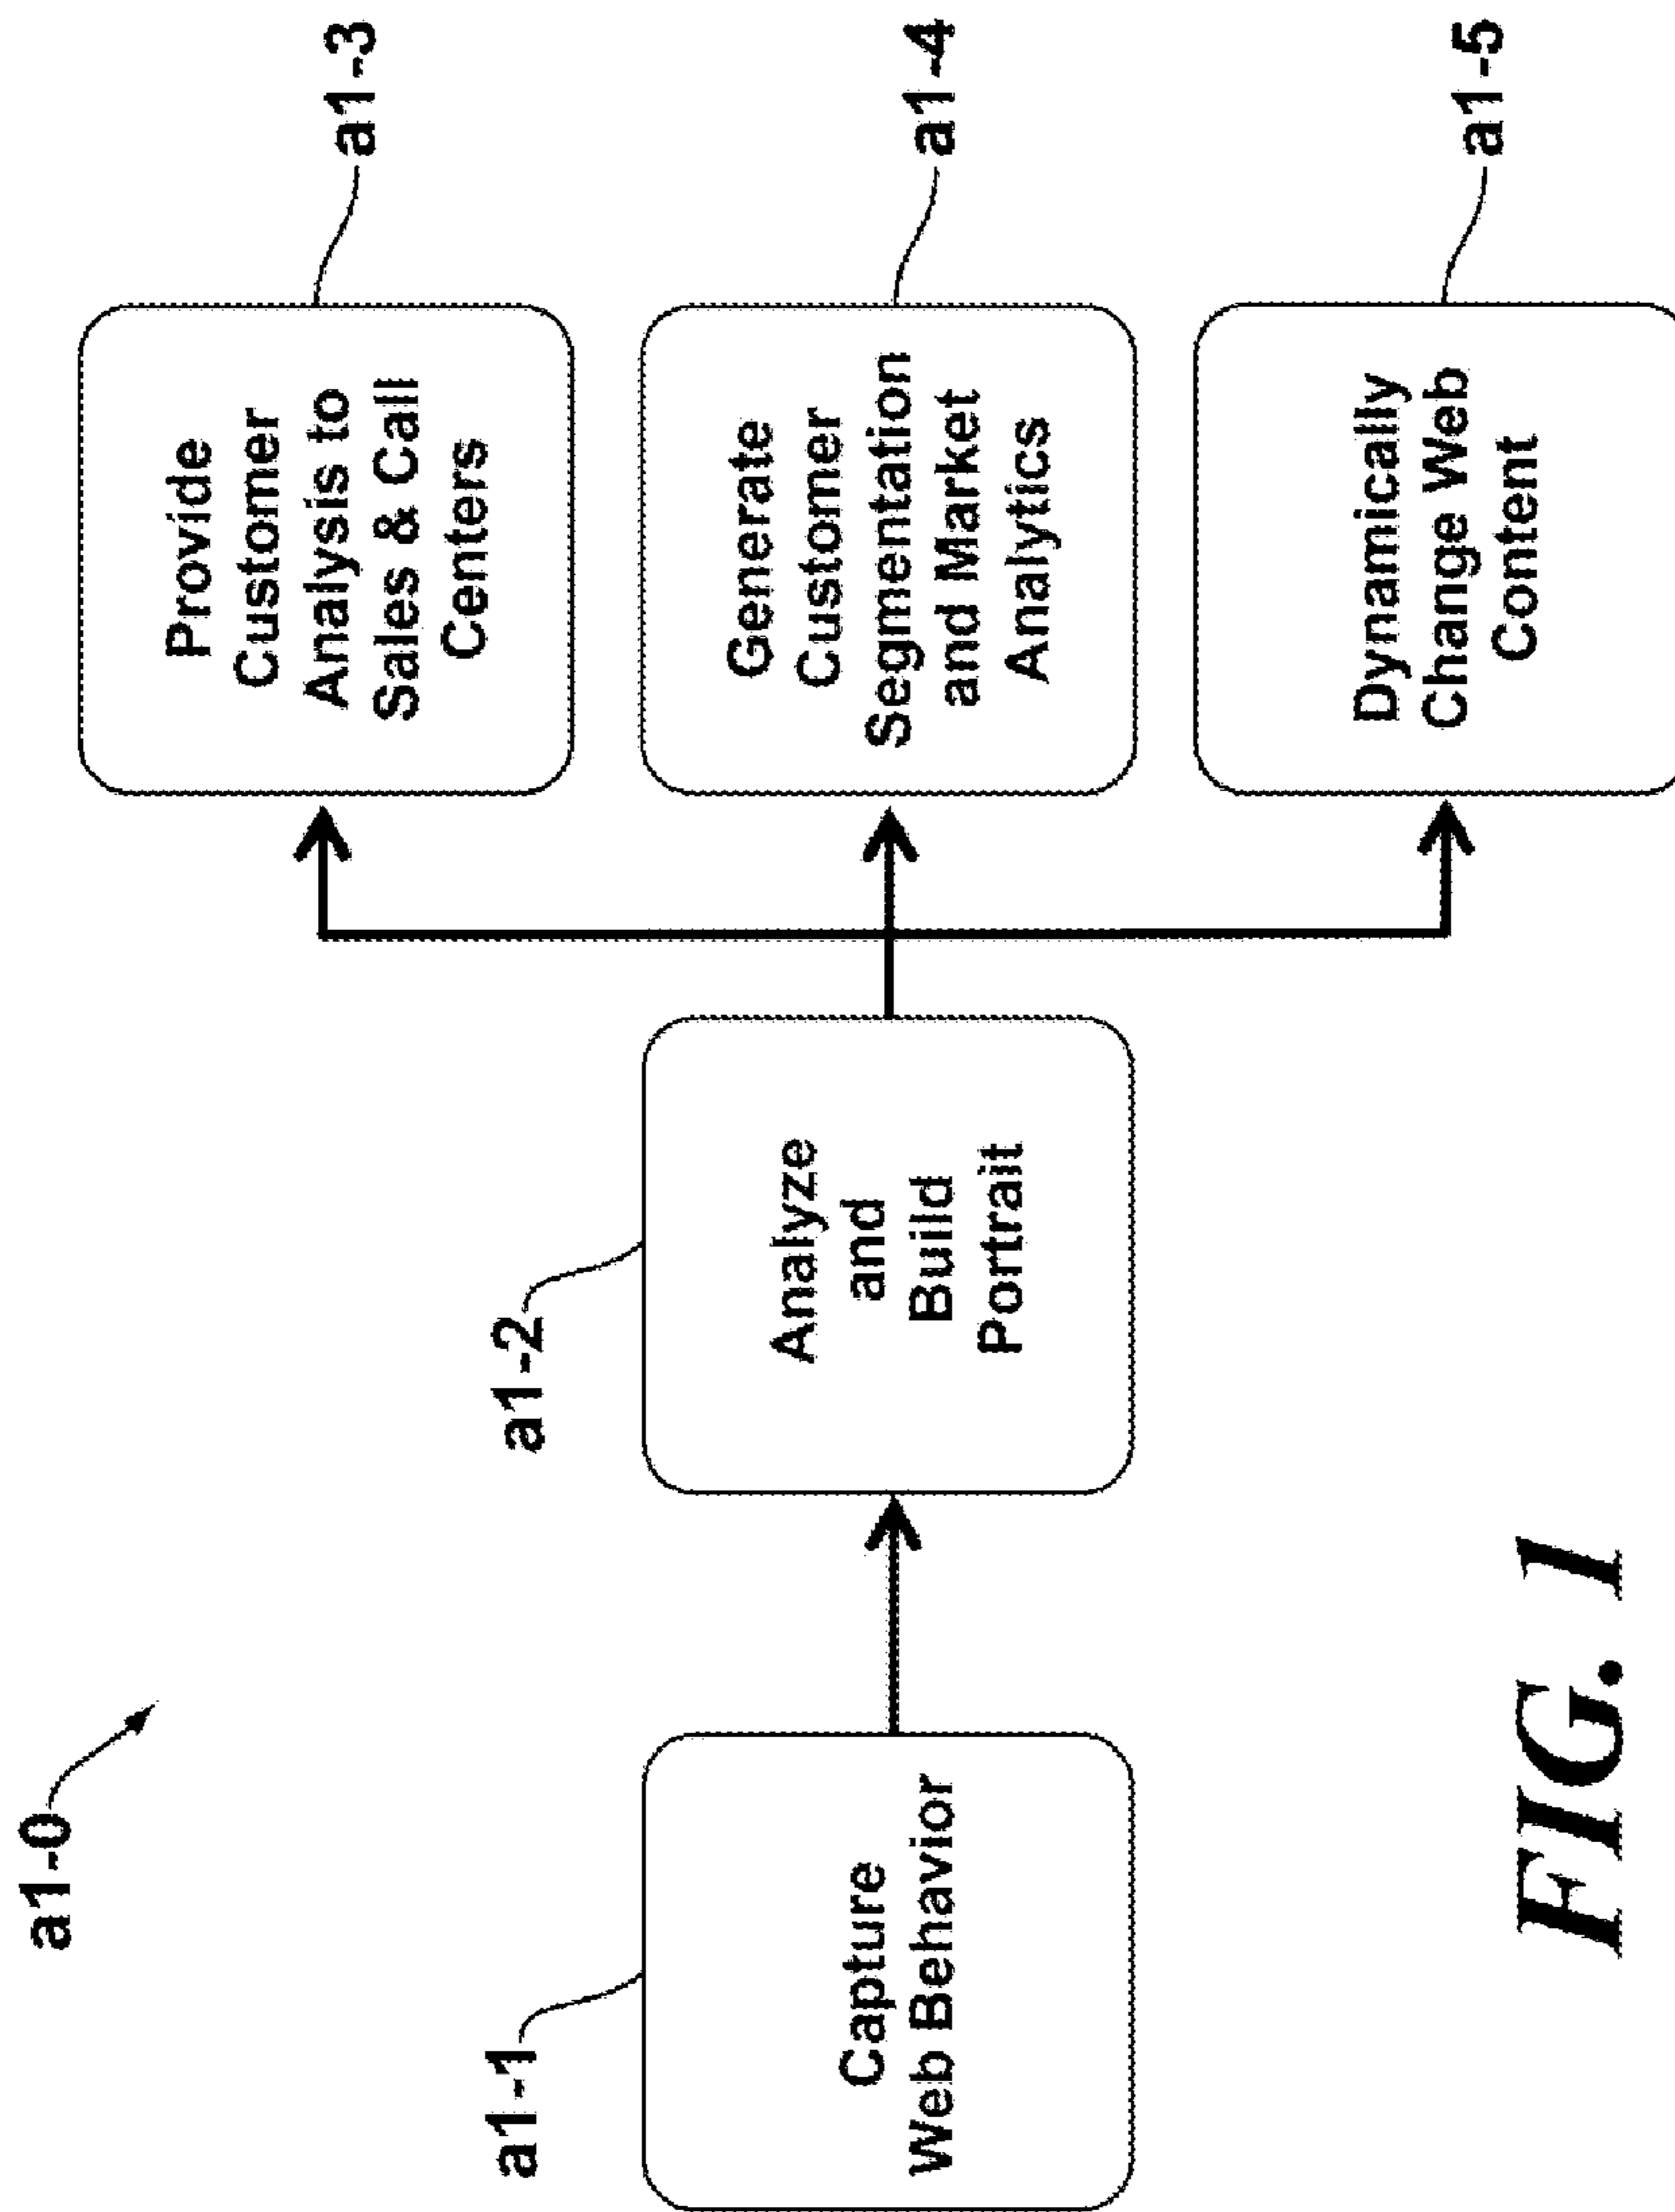 a1-0
a1-1
Capture
Web Behavior
a1-2
Analyze
and
Build
Portrait
Provide
Customer
Analysis to
Sales & Call
Centers
a1-3
Generate
Customer
Segmentation
and Market
Analytics
a1-4
Dynamically
Change Web
Content
a1-5
FIG. 1